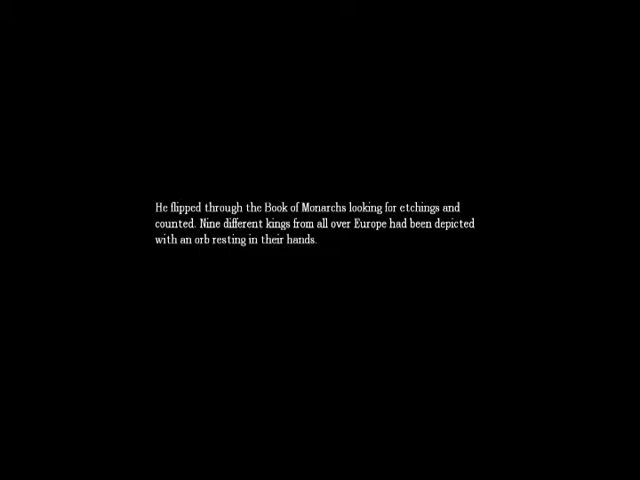 He flipped through the Book of Monarchs looking for etchings and
counted. Nine different kings from all over Europe had been depicted
with an orb resting in their hands.